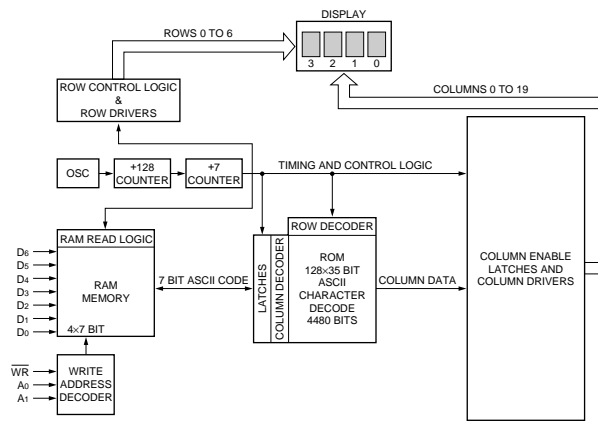 DISPLAY
ROWS 0 TO 6
3 2 1 0
ROW CONTROL LOGIC
&
ROW DRIVERS
COLUMNS 0 TO 19
OSC
+128
COUNTER
+7
COUNTER
TIMING AND CONTROL LOGIC
RAM READ LOGIC
D6
D5
D4
D3
D2
D1
D0
RAM
MEMORY
4×7 BIT
7 BIT ASCII CODE
LATCHES
COLUMN DECODER
ROW DECODER
ROM
128×35 BIT
ASCII
CHARACTER
DECODE
4480 BITS
COLUMN DATA
COLUMN ENABLE
LATCHES AND
COLUMN DRIVERS
WR
A0
A1
WRITE
ADDRESS
DECODER